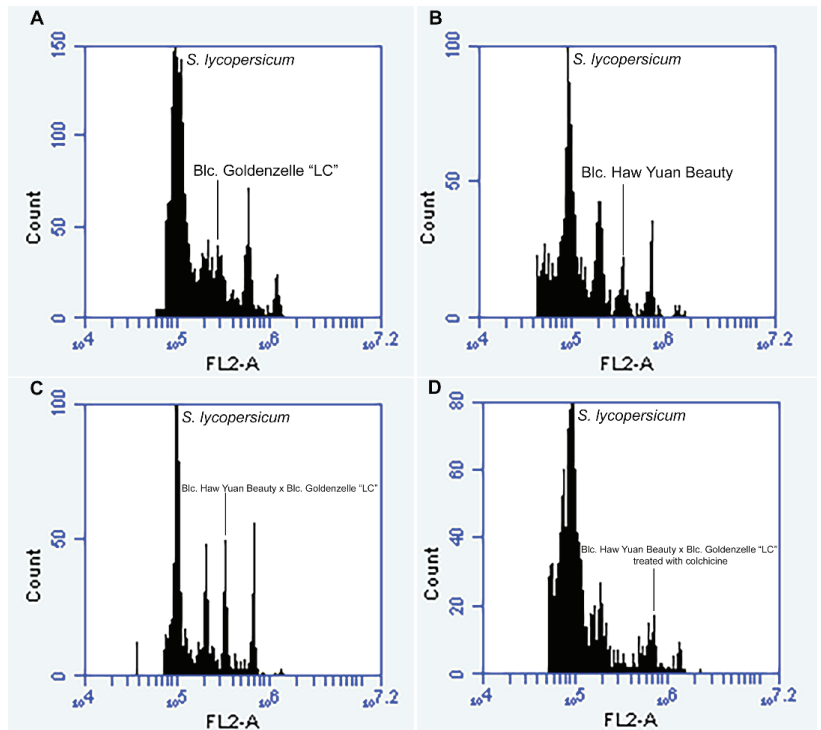 A
150
S. lycopersicum
100
Blc. Goldenzelle “LC”
Count
50
0
10^4
10^5
10^6
10^7.2
FL2-A
B
100
S. lycopersicum
Blc. Haw Yuan Beauty
50
Count
0
10^4
10^5
10^6
10^7.2
FL2-A
C
100
S. lycopersicum
Blc. Haw Yuan Beauty x Blc. Goldenzelle “LC”
50
Count
0
10^4
10^5
10^6
10^7.2
FL2-A
D
80
S. lycopersicum
60
Blc. Haw Yuan Beauty x Blc. Goldenzelle “LC”
treated with colchicine
40
Count
20
0
10^4
10^5
10^6
10^7.2
FL2-A